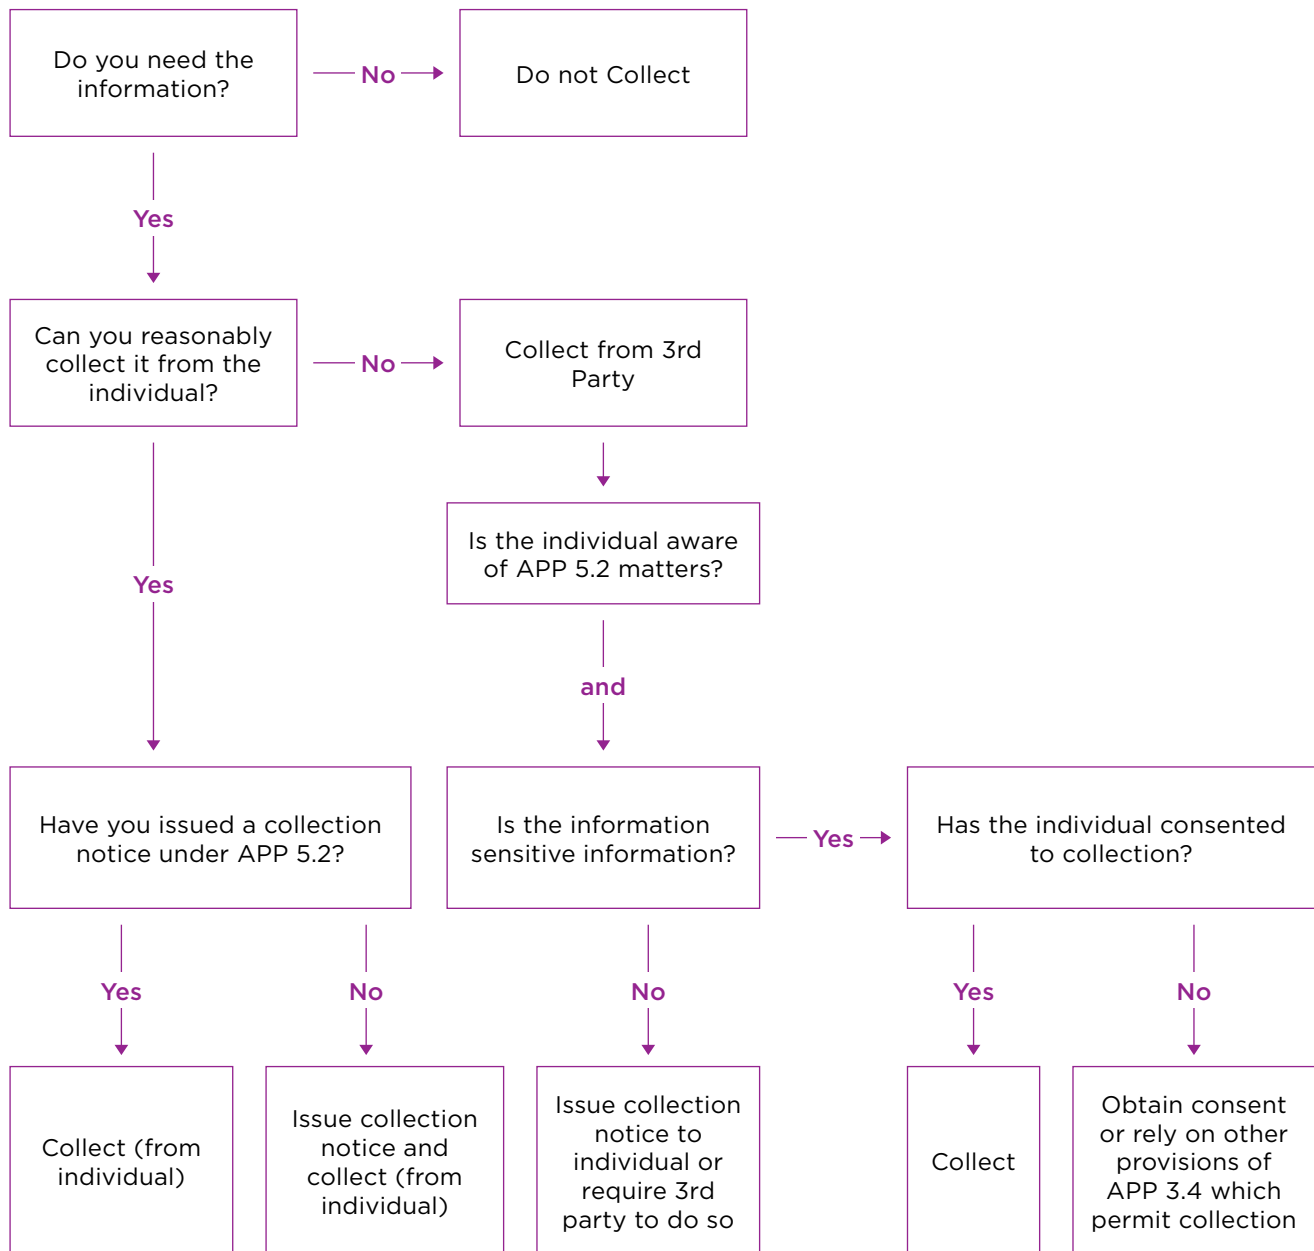 Do you need the
information?
No
Do not Collect
Yes
Can you reasonably
collect it from the
individual?
No
Collect from 3rd
Party
Is the individual aware
of APP 5.2 matters?
Yes
and
Have you issued a collection
notice under APP 5.2?
Is the information
sensitive information?
Yes
Has the individual consented
to collection?
Yes
No
No
Yes
No
Collect (from
individual)
Issue collection
notice and
collect (from
individual)
Issue collection
notice to
individual or
require 3rd
party to do so
Collect
Obtain consent
or rely on other
provisions of
APP 3.4 which
permit collection